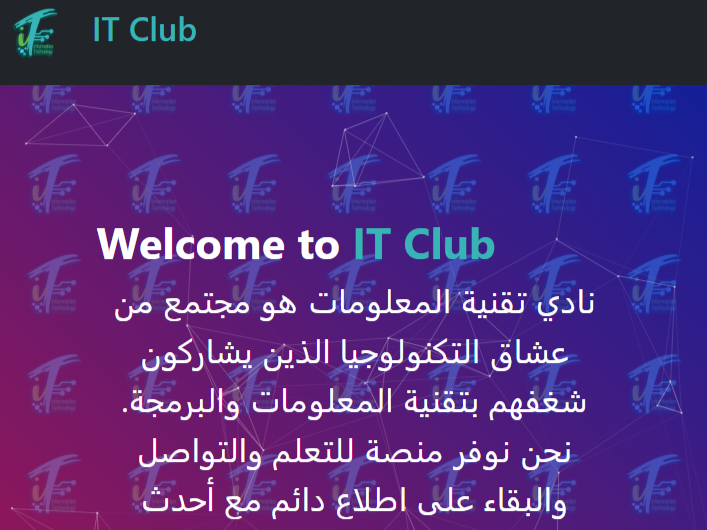 IT Club
Welcome to IT Club
نادي تقنية المعلومات هو مجتمع من
عشاق التكنولوجيا الذين يشاركون
شغفهم بتقنية المعلومات والبرمجة.
نحن نوفر منصة للتعلم والتواصل
والبقاء على اطلاع دائم مع أحدث